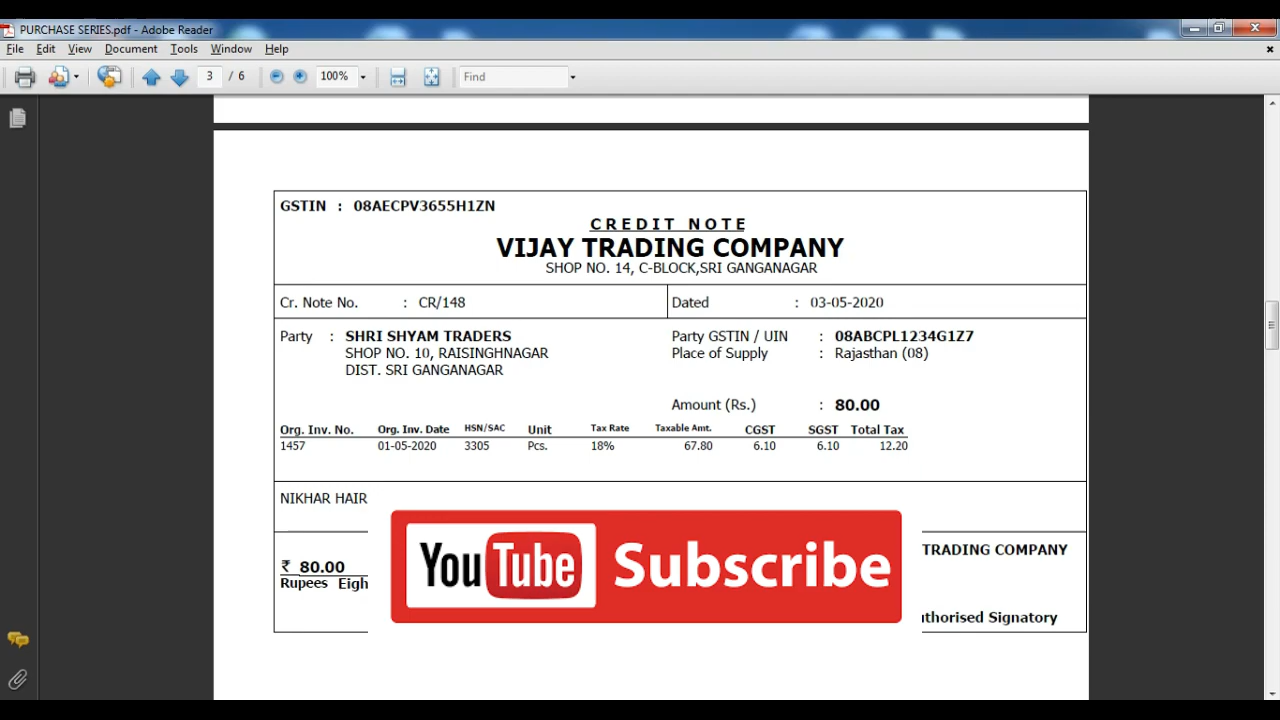 PURCHASE SERIES.pdf - Adobe Reader
File Edit View Document Tools Window Help
3 / 6 100% Find
GSTIN : 08AECPV3655H1ZN
CREDIT NOTE
VIJAY TRADING COMPANY
SHOP NO. 14, C-BLOCK,SRI GANGANAGAR
Cr. Note No. : CR/148 Dated : 03-05-2020
Party : SHRI SHYAM TRADERS Party GSTIN / UIN : 08ABCPL1234G1Z7
SHOP NO. 10, RAISINGHNAGAR Place of Supply : Rajasthan (08)
DIST. SRI GANGANAGAR
Amount (Rs.) : 80.00
Org. Inv. No. Org. Inv. Date HSN/SAC Unit Tax Rate Taxable Amt. CGST SGST Total Tax
1457 01-05-2020 3305 Pcs. 18% 67.80 6.10 6.10 12.20
NIKHAR HAIR
TRADING COMPANY
₹ 80.00
Rupees Eigh
YouTube Subscribe
uthorised Signatory